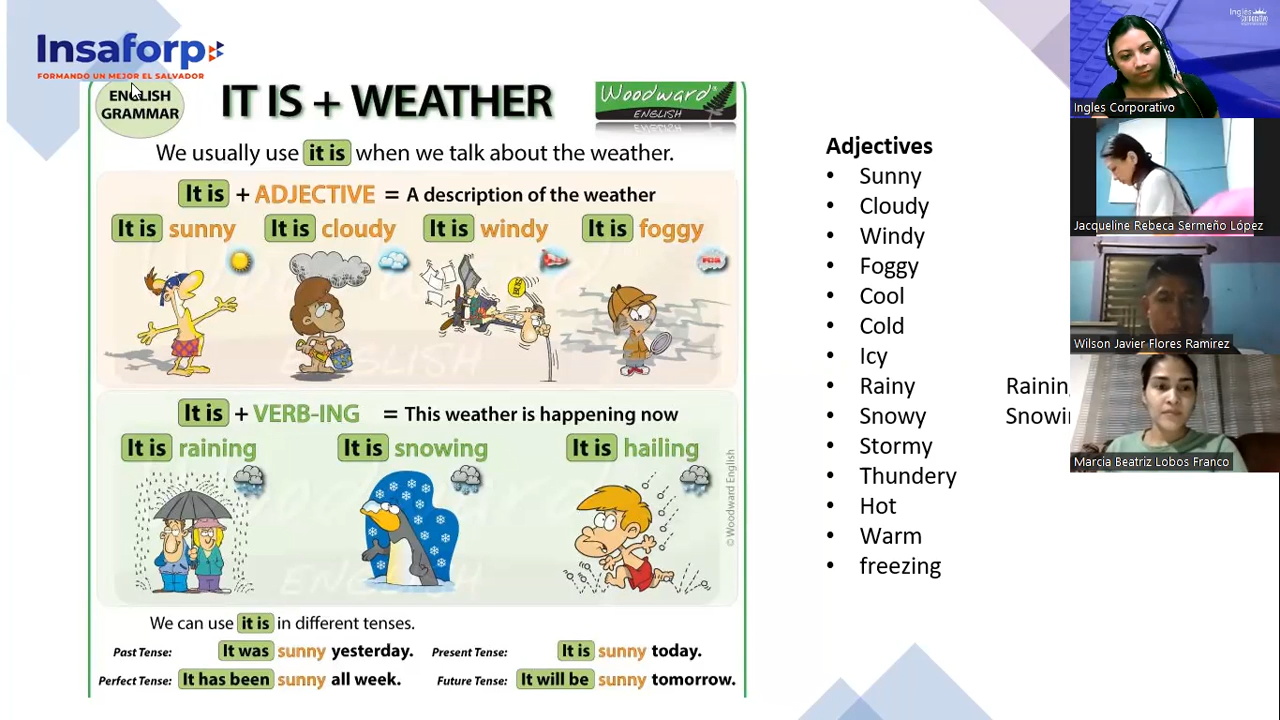 Insaforp
FORMANDO UN MEJOR EL SALVADOR
ENGLISH
GRAMMAR
IT IS + WEATHER
Woodward®
ENGLISH
We usually use it is when we talk about the weather.
It is + ADJECTIVE = A description of the weather
It is sunny
It is cloudy
It is windy
It is foggy
It is + VERB-ING = This weather is happening now
It is raining
It is snowing
It is hailing
© Woodward English
We can use it is in different tenses.
Past Tense: It was sunny yesterday.
Present Tense: It is sunny today.
Perfect Tense: It has been sunny all week.
Future Tense: It will be sunny tomorrow.
Adjectives
• Sunny
• Cloudy
• Windy
• Foggy
• Cool
• Cold
• Icy
• Rainy Rainin
• Snowy Snowi
• Stormy
• Thundery
• Hot
• Warm
• freezing
Ingles Corporativo
Jacqueline Rebeca Sermeño López
Wilson Javier Flores Ramirez
Marcia Beatriz Lobos Franco